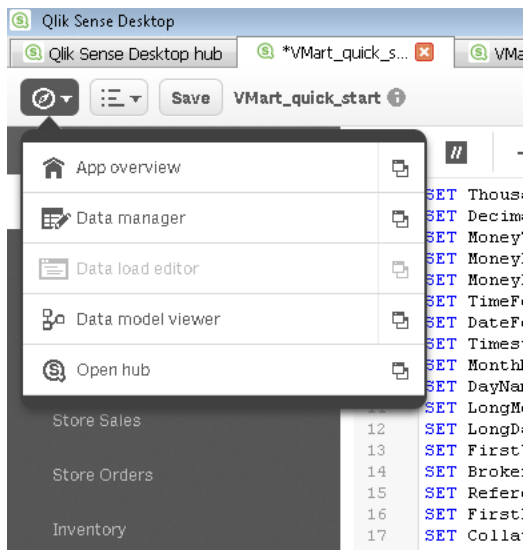 Qlik Sense Desktop
Qlik Sense Desktop hub
*VMart_quick_s...
Save
VMart_quick_start
//
App overview
Data manager
Data load editor
Data model viewer
Open hub
Store Sales
Store Orders
Inventory
SET
SET
SET
SET
SET
SET
SET
SET
SET
SET
11 SET
12 SET
13 SET
14 SET
15 SET
16 SET
17 SET